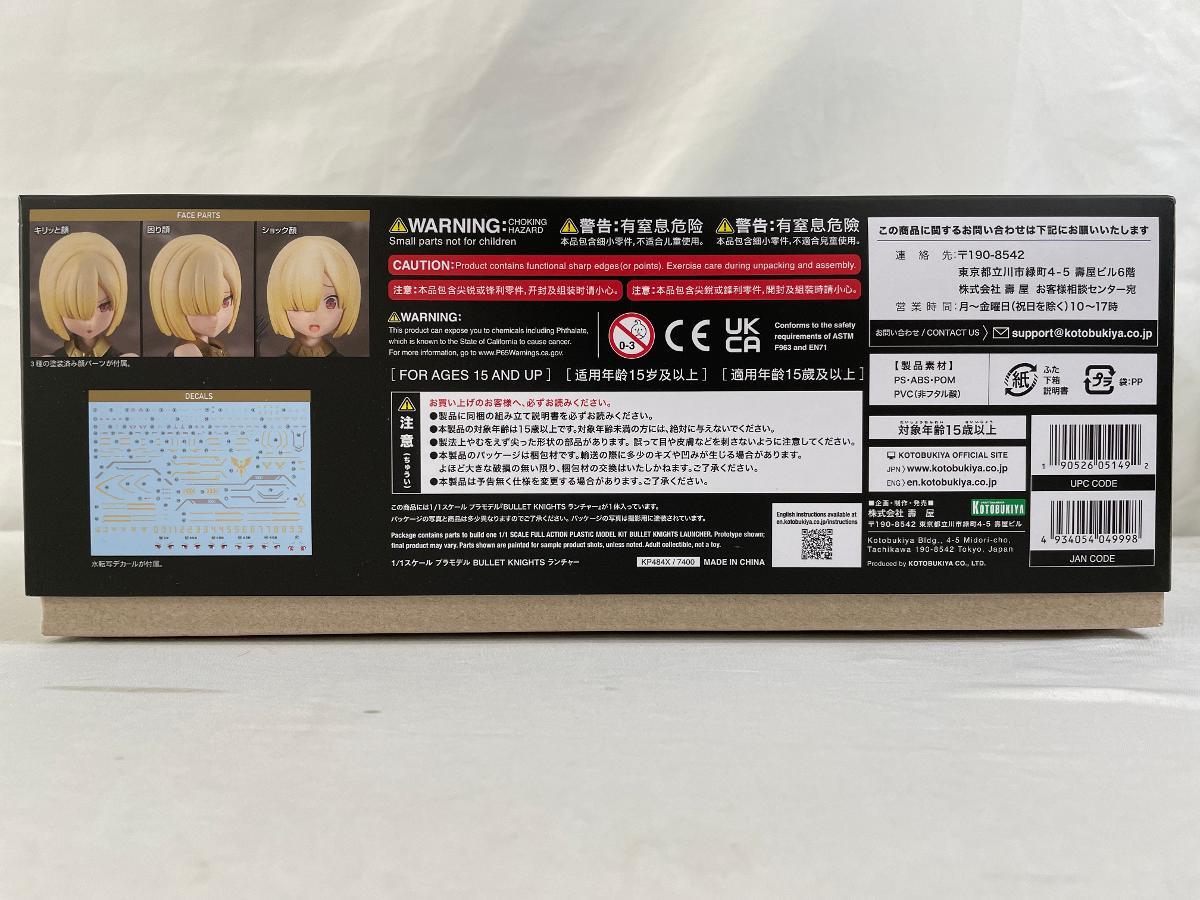 FACE PARTS
キリッと顔
困り顔
ショック顔
3種の塗装済み顔パーツが付属。
DECALS
水転写デカールが付属。
WARNING: CHOKING HAZARD
Small parts not for children
警告:有窒息危险
本品包含细小零件,不适合儿童使用。
警告:有窒息危險
本品包含細小零件,不適合兒童使用。
CAUTION: Product contains functional sharp edges (or points). Exercise care during unpacking and assembly.
注意:本品包含尖锐或锋利零件,开封及组装时请小心。
注意:本品包含尖銳或鋒利零件,開封及組裝時請小心。
WARNING:
This product can expose you to chemicals including Phthalate,
which is known to the State of California to cause cancer.
For more information, go to www.P65Warnings.ca.gov.
0-3
CE
UK
CA
Conforms to the safety
requirements of ASTM
F963 and EN71
[ FOR AGES 15 AND UP ]
[ 适用年龄15岁及以上 ]
[ 適用年齡15歲及以上 ]
注意(ちゅうい)
お買い上げのお客様へ、必ずお読みください。
●製品に同梱の組み立て説明書を必ずお読みください。
●本製品の対象年齢は15歳以上です。対象年齢未満の方には、絶対に与えないでください。
●製法上やむをえず尖った形状の部品があります。誤って目や皮膚などを刺さないように注意してください。
●本製品のパッケージは梱包材です。輸送の際に多少のキズや凹みが生じる場合があります。
よほど大きな破損の無い限り、梱包材の交換はいたしかねます。ご了承ください。
●本製品は予告無く仕様を変更する場合があります。ご了承ください。
この商品には1/1スケール プラモデル『BULLET KNIGHTS ランチャー』が1体入っています。
パッケージの写真と商品は多少異なりますのでご了承ください。パッケージの写真は撮影用に塗装されています。
Package contains parts to build one 1/1 SCALE FULL ACTION PLASTIC MODEL KIT BULLET KNIGHTS LAUNCHER. Prototype shown;
final product may vary. Parts shown are painted for sample product shots, unless noted. Adult collectible, not a toy.
1/1スケール プラモデル BULLET KNIGHTS ランチャー
KP484X / 7400
MADE IN CHINA
English instructions available at
en.kotobukiya.co.jp/instructions
この商品に関するお問い合わせは下記にお願いいたします
連絡先:〒190-8542
東京都立川市緑町4-5 壽屋ビル6階
株式会社 壽 屋 お客様相談センター宛
営業時間:月~金曜日(祝日を除く)10~17時
お問い合わせ / CONTACT US
support@kotobukiya.co.jp
【製品素材】
PS・ABS・POM
PVC(非フタル酸)
紙
ふた
下箱
説明書
プラ
袋:PP
たいしょうねんれい さいいじょう
対象年齢15歳以上
KOTOBUKIYA OFFICIAL SITE
JPN〉www.kotobukiya.co.jp
ENG〉en.kotobukiya.co.jp
■企画・制作・発売■
株式会社 壽 屋
KOTOBUKIYA
〒190-8542 東京都立川市緑町4-5 壽屋ビル
Kotobukiya Bldg., 4-5 Midori-cho,
Tachikawa 190-8542 Tokyo, Japan
Produced by KOTOBUKIYA CO., LTD.
1 90526 05149 2
UPC CODE
4 934054 049998
JAN CODE